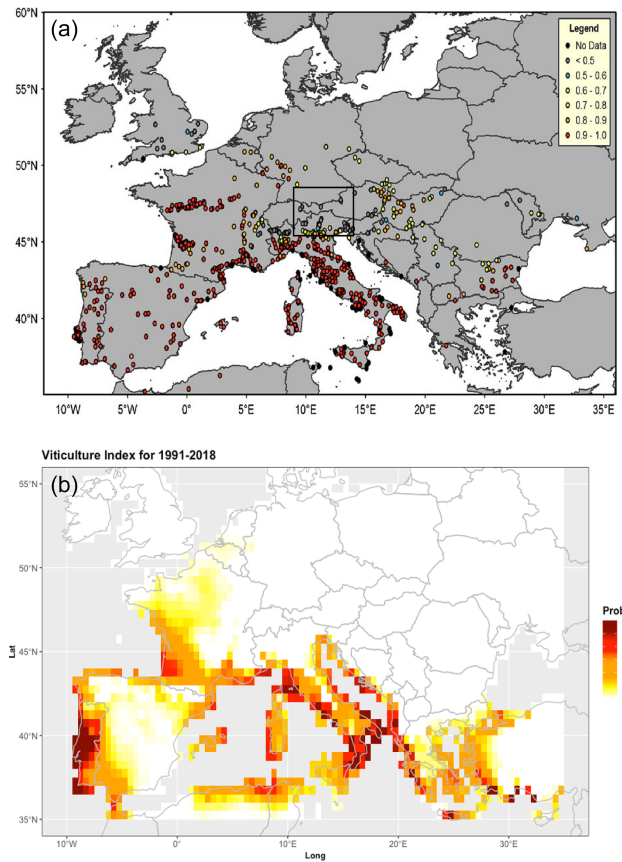 60°N
(a)
Legend
No Data
< 0.5
0.5 - 0.6
0.6 - 0.7
0.7 - 0.8
0.8 - 0.9
0.9 - 1.0
55°N
50°N
45°N
40°N
10°W 5°W 0° 5°E 10°E 15°E 20°E 25°E 30°E 35°E
Viticulture Index for 1991-2018
(b)
55°N
50°N
45°N
40°N
35°N
Lat
Prob
10°W 0° 10°E 20°E 30°E
Long